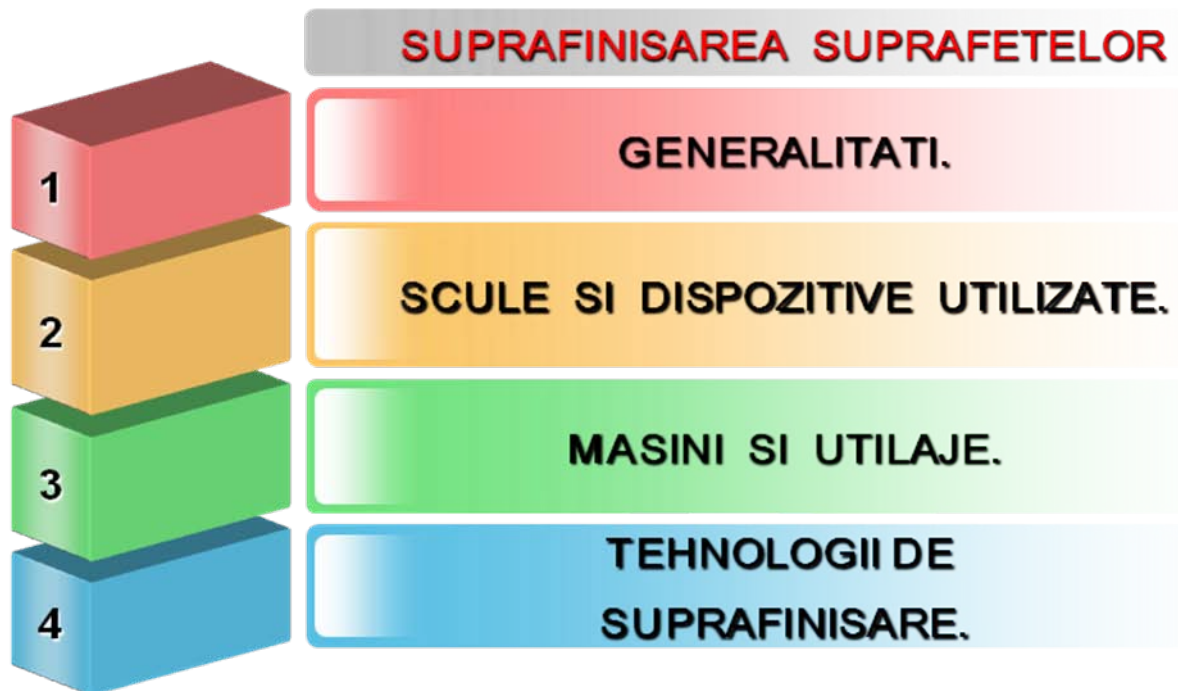 SUPRAFINISAREA SUPRAFETELOR
1
GENERALITATI.
2
SCULE SI DISPOZITIVE UTILIZATE.
3
MASINI SI UTILAJE.
4
TEHNOLOGII DE
SUPRAFINISARE.